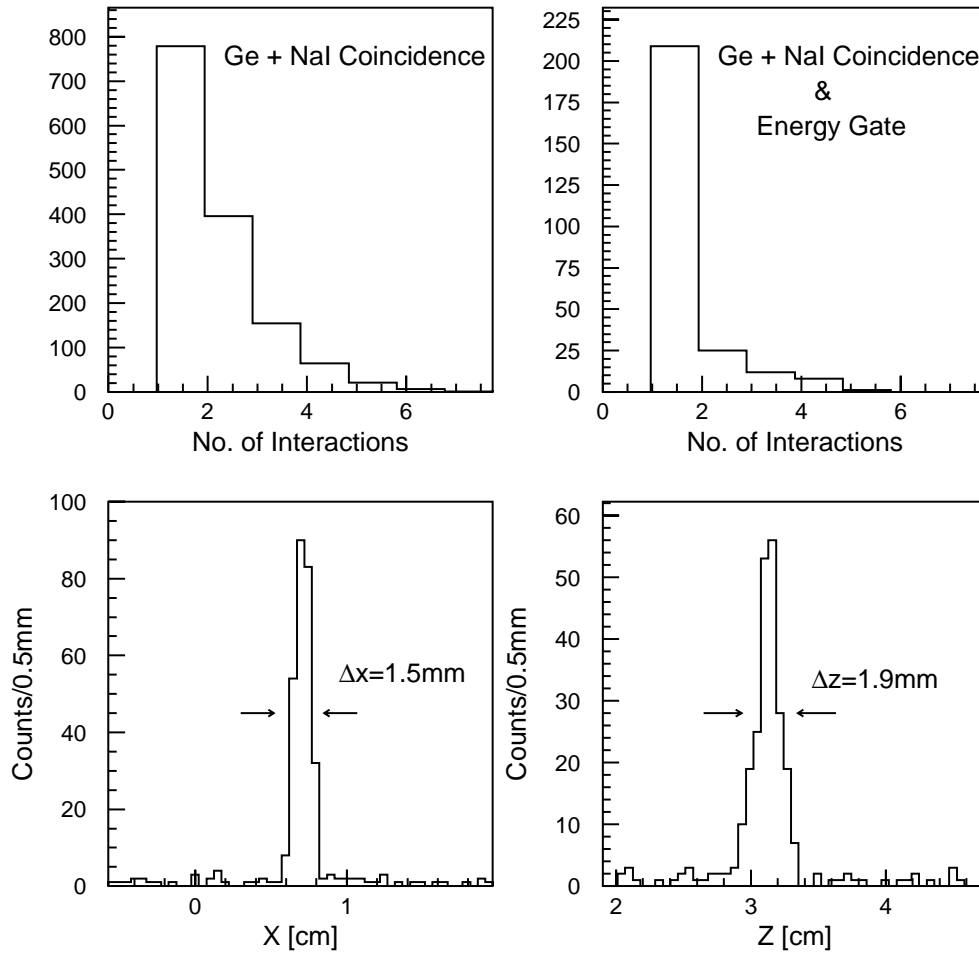 Ge + NaI Coincidence
800
700
600
500
400
300
200
100
0
0 2 4 6
No. of Interactions
Ge + NaI Coincidence
&
Energy Gate
225
200
175
150
125
100
75
50
25
0
0 2 4 6
No. of Interactions
100
80
60
40
20
0
Counts/0.5mm
Δx=1.5mm
0 1
X [cm]
60
50
40
30
20
10
0
Counts/0.5mm
Δz=1.9mm
2 3 4
Z [cm]